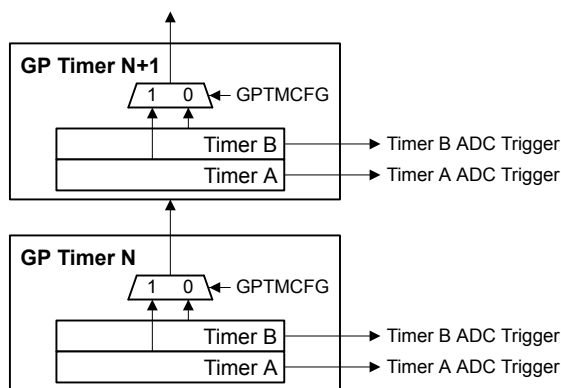 GP Timer N+1
1 0 GPTMCFG
Timer B Timer B ADC Trigger
Timer A Timer A ADC Trigger
GP Timer N
1 0 GPTMCFG
Timer B Timer B ADC Trigger
Timer A Timer A ADC Trigger